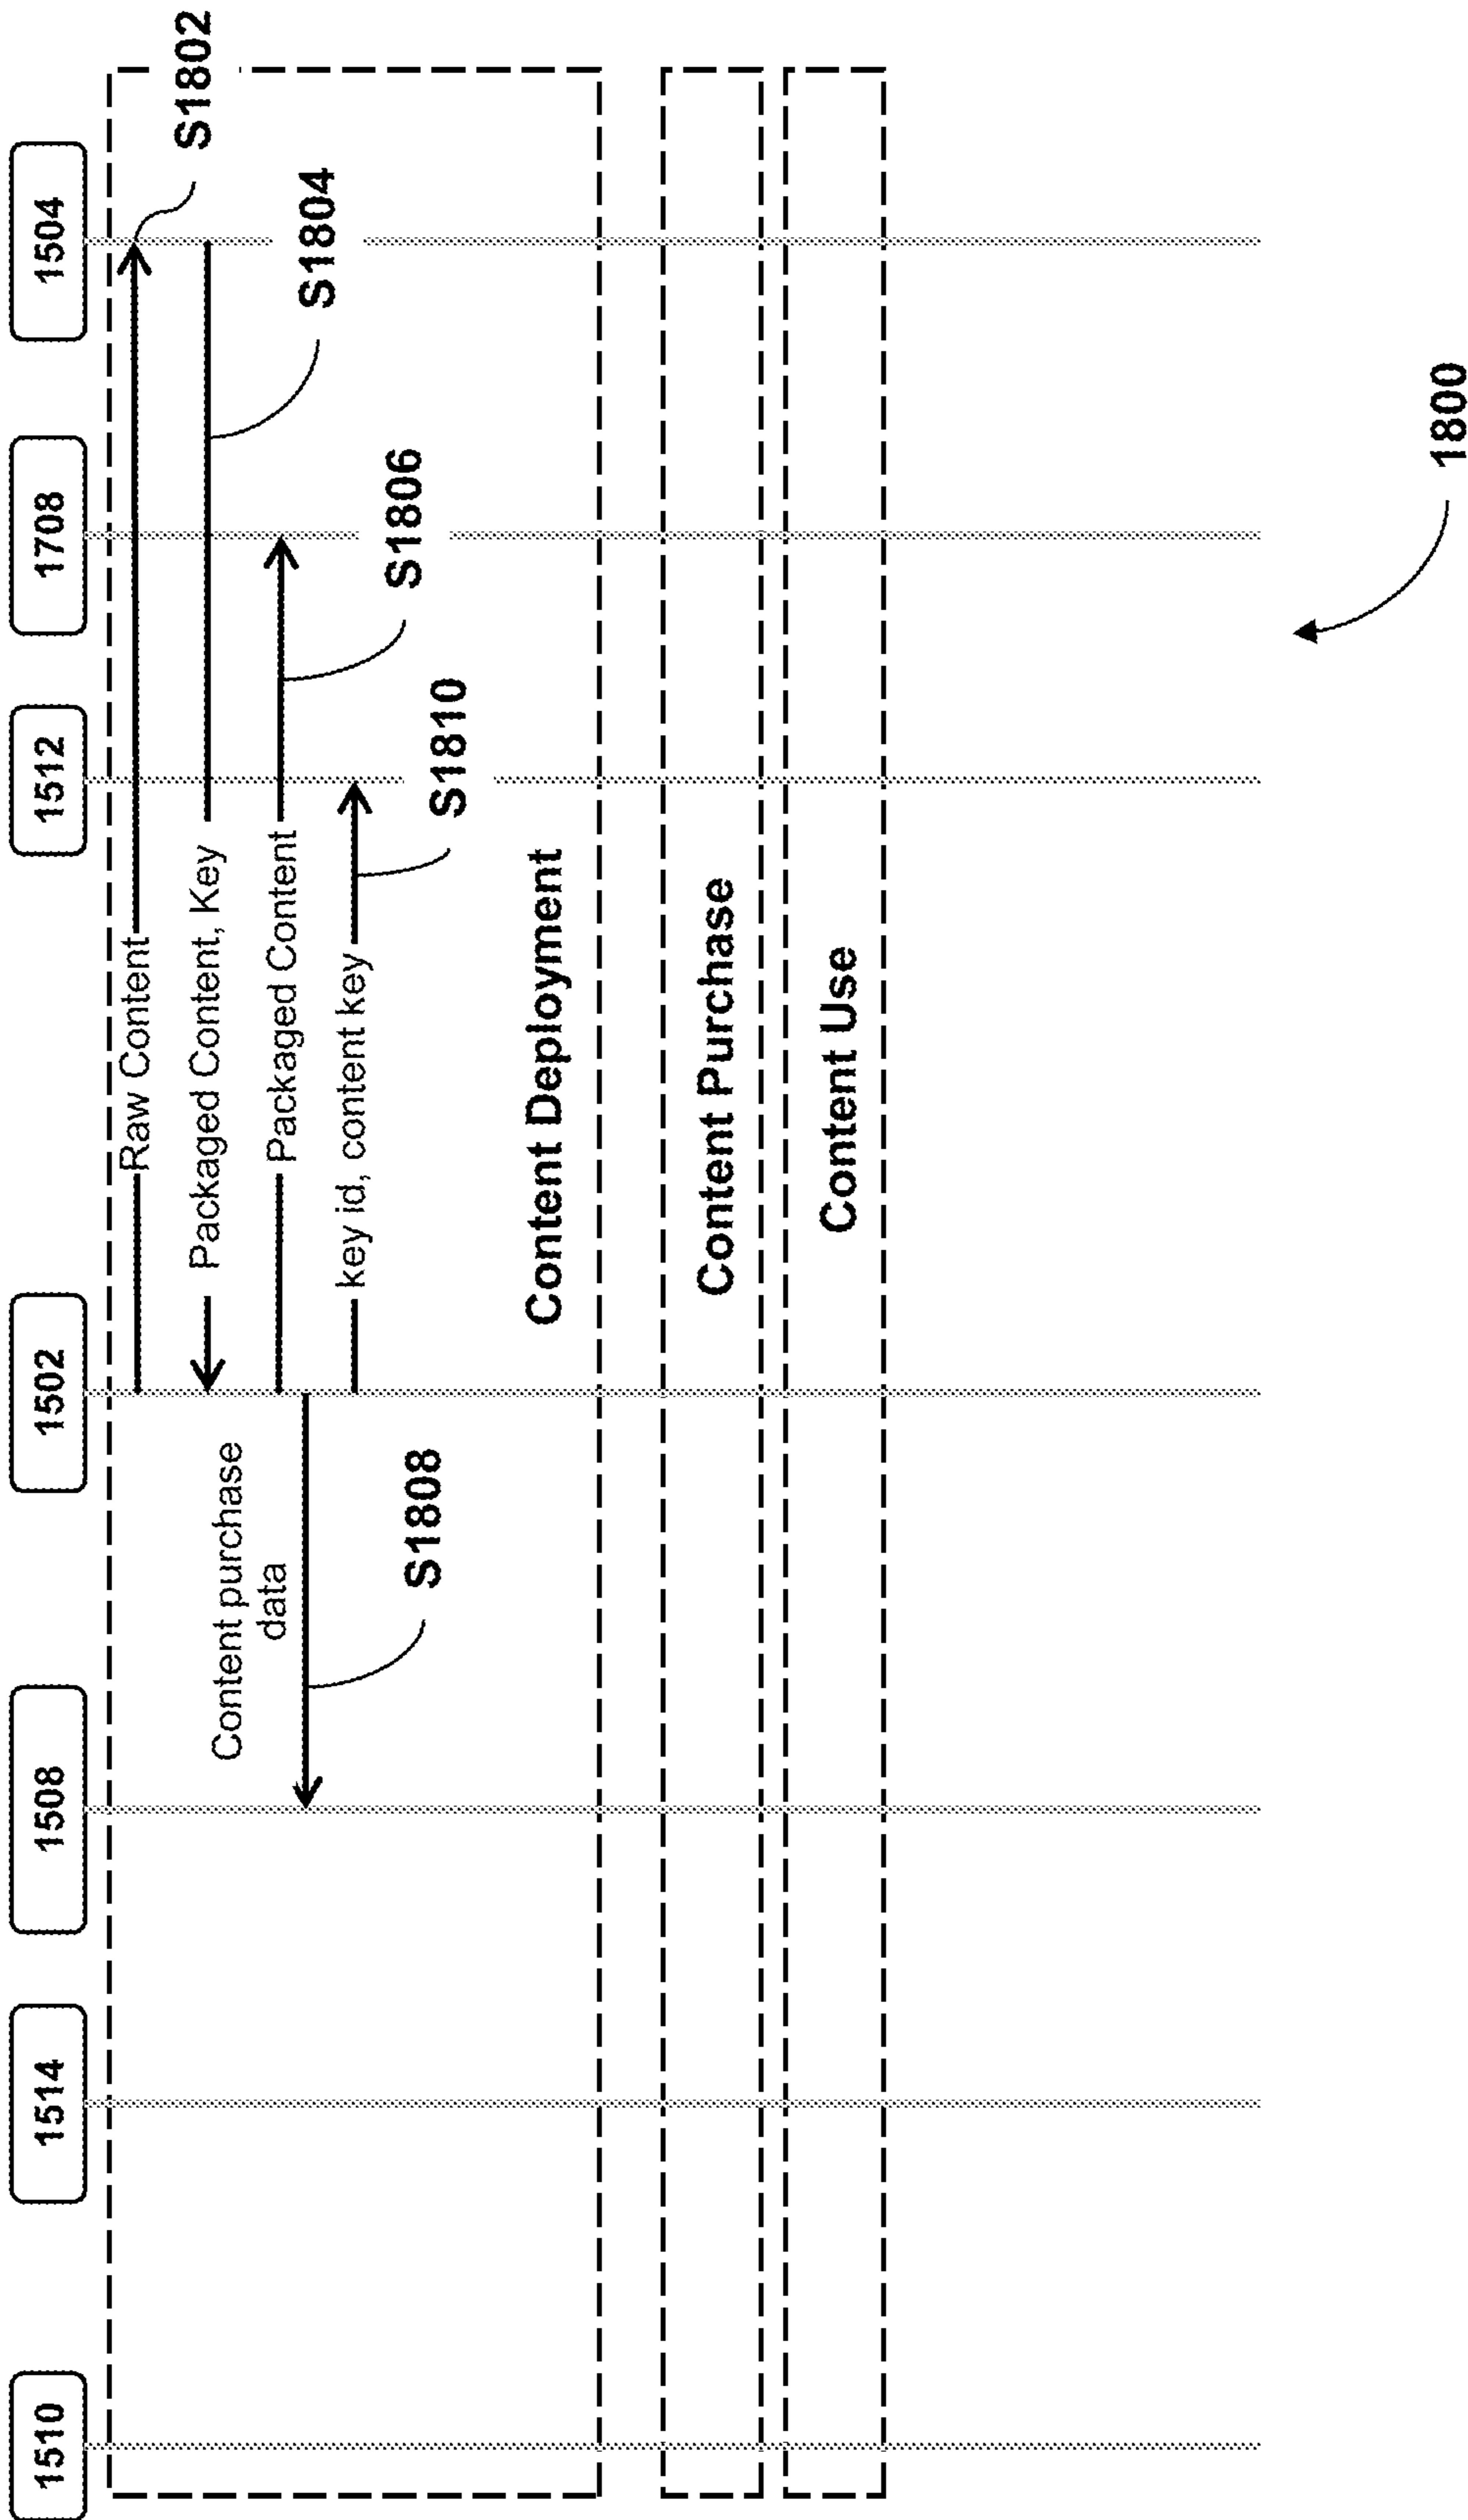 1510
1514
1508
1502
1512
1708
1504
Raw Content
S1802
Packaged Content, Key
S1804
Content purchase
data
Packaged Content
S1806
S1808
key id, content key
S1810
Content Deployment
Content Purchase
Content Use
1800